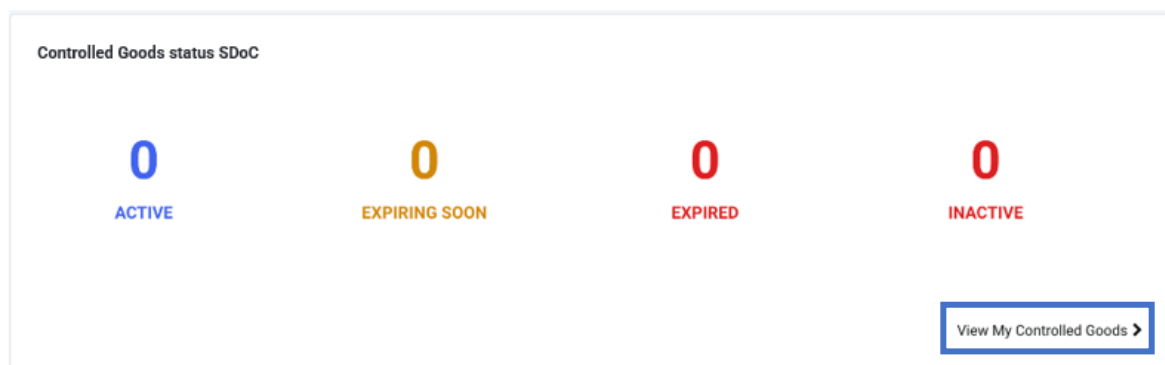 Controlled Goods status SDoC
0 0 0 0
ACTIVE EXPIRING SOON EXPIRED INACTIVE
View My Controlled Goods